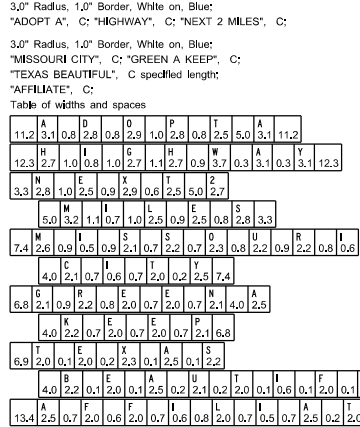 3.0" Radius, 1.0" Border, White on, Blue;
"ADOPT A", C; "HIGHWAY", C; "NEXT 2 MILES", C;
3.0" Radius, 1.0" Border, White on, Blue;
"MISSOURI CITY", C; "GREEN A KEEP", C;
"TEXAS BEAUTIFUL", C specified length;
"AFFILIATE", C;
Table of widths and spaces
A D O P T A
11.2 3.1 0.8 2.8 0.8 2.9 1.0 2.8 0.8 2.5 5.0 3.1 11.2
H I G H W A Y
12.3 2.7 1.0 0.8 1.0 2.7 1.1 2.7 0.9 3.7 0.3 3.1 0.3 3.1 12.3
N E X T 2
3.3 2.8 1.0 2.5 0.9 2.9 0.6 2.5 5.0 2.7
M I L E S
5.0 3.2 1.1 0.7 1.0 2.5 0.9 2.5 0.8 2.8 3.3
M I S S O U R I
7.4 2.6 0.9 0.5 0.9 2.1 0.7 2.2 0.7 2.3 0.8 2.2 0.9 2.2 0.8 0.6
C I T Y
4.0 2.1 0.7 0.6 0.7 2.0 0.2 2.5 7.4
G R E E N A
6.8 2.1 0.9 2.2 0.8 2.0 0.7 2.0 0.7 2.1 4.0 2.5
K E E P
4.0 2.2 0.7 2.0 0.7 2.0 0.7 2.1 6.8
T E X A S
6.9 2.0 0.1 2.0 0.2 2.3 0.1 2.5 0.1 2.2
B E A U T I F
4.0 2.2 0.1 2.0 0.1 2.5 0.2 2.1 0.2 2.0 0.1 0.6 0.1 2.0 0.1
A F F I L I A T
13.4 2.5 0.7 2.0 0.6 2.0 0.7 0.6 0.8 2.0 0.7 0.5 0.7 2.5 0.2